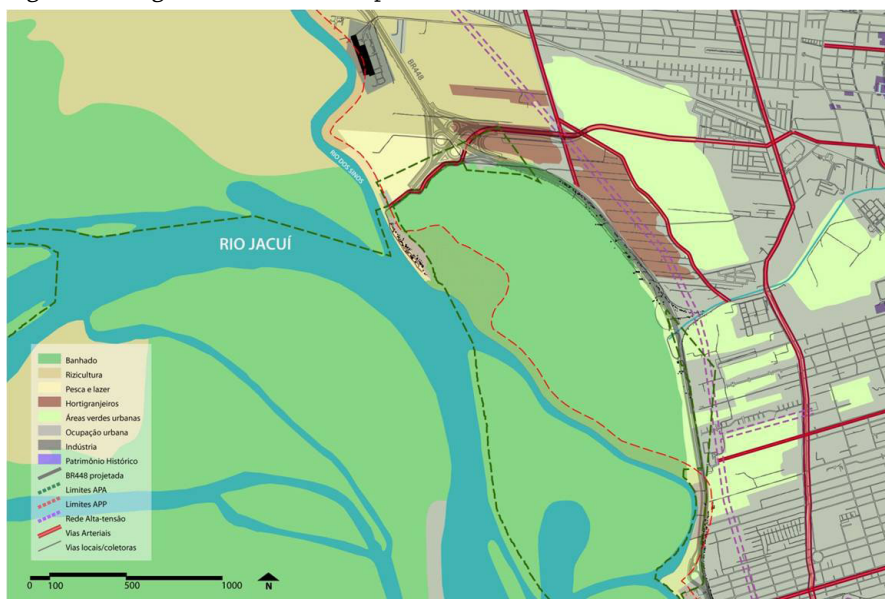 BR448
RIO DOS SINOS
RIO JACUÍ
Banhado
Rizicultura
Pesca e lazer
Hortigranjeiros
Áreas verdes urbanas
Ocupação urbana
Indústria
Patrimônio Histórico
BR448 projetada
Limites APA
Limites APP
Rede Alta-tensão
Vias Arteriais
Vias locais/coletoras
0 100 500 1000 N